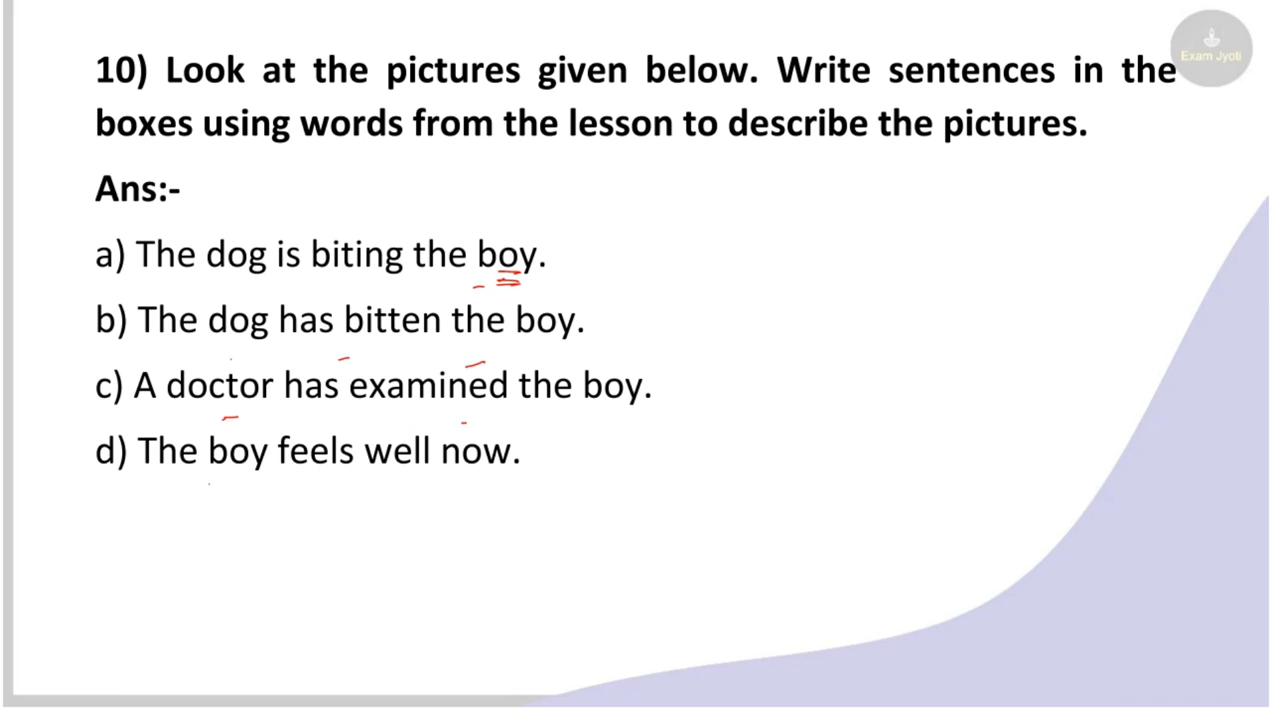 Exam Jyoti
10) Look at the pictures given below. Write sentences in the
boxes using words from the lesson to describe the pictures.
Ans:-
a) The dog is biting the boy.
b) The dog has bitten the boy.
c) A doctor has examined the boy.
d) The boy feels well now.